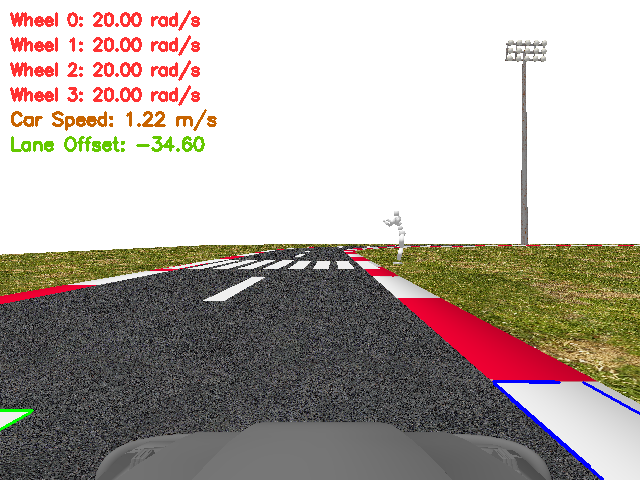 Wheel 0: 20.00 rad/s
Wheel 1: 20.00 rad/s
Wheel 2: 20.00 rad/s
Wheel 3: 20.00 rad/s
Car Speed: 1.22 m/s
Lane Offset: -34.60